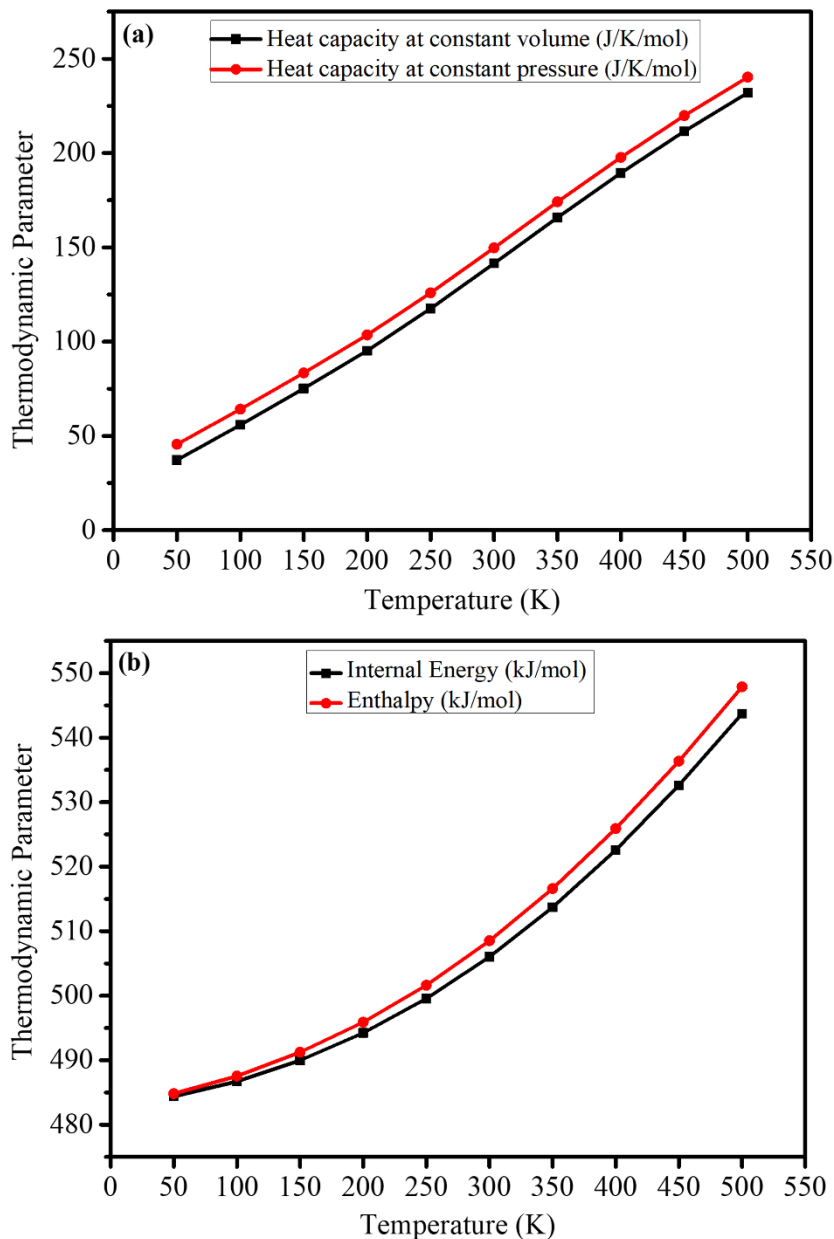 (a)
Heat capacity at constant volume (J/K/mol)
Heat capacity at constant pressure (J/K/mol)
250
200
150
100
50
0
Thermodynamic Parameter
0 50 100 150 200 250 300 350 400 450 500 550
Temperature (K)
(b)
Internal Energy (kJ/mol)
Enthalpy (kJ/mol)
550
540
530
520
510
500
490
480
Thermodynamic Parameter
0 50 100 150 200 250 300 350 400 450 500 550
Temperature (K)